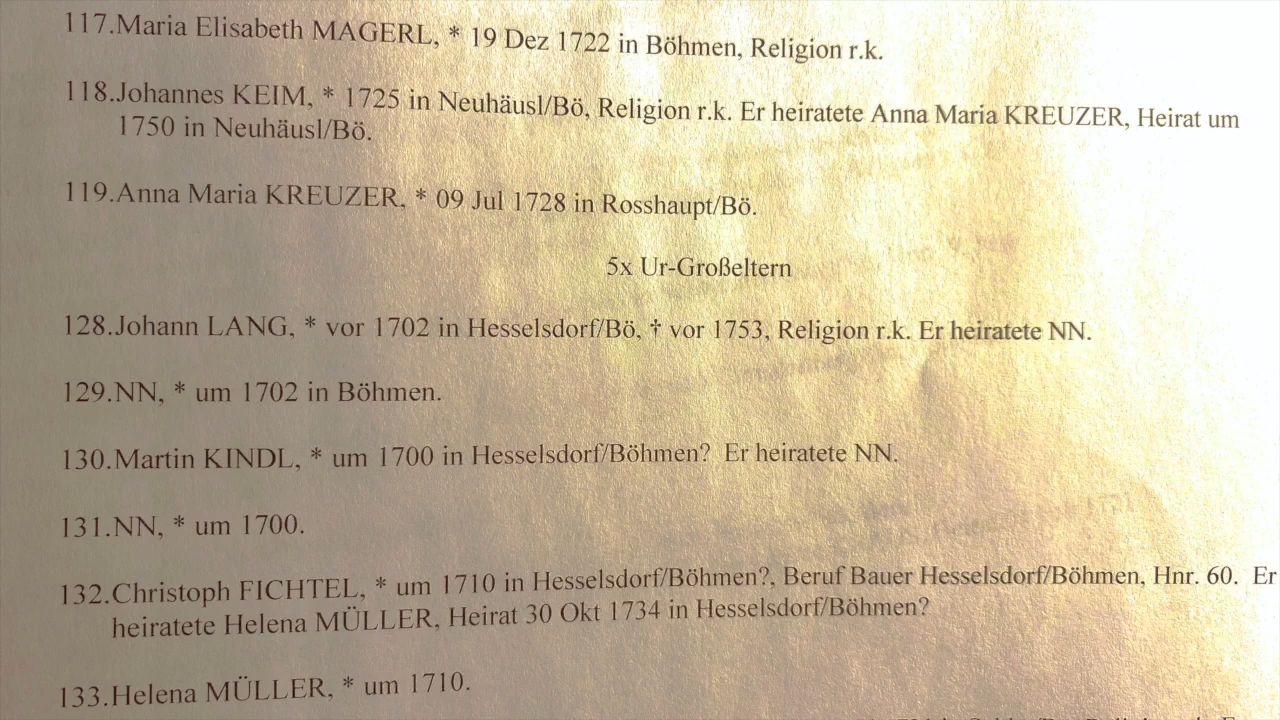 117.Maria Elisabeth MAGERL, * 19 Dez 1722 in Böhmen, Religion r.k.
118.Johannes KEIM, * 1725 in Neuhäusl/Bö, Religion r.k. Er heiratete Anna Maria KREUZER, Heirat um
1750 in Neuhäusl/Bö.
119.Anna Maria KREUZER, * 09 Jul 1728 in Rosshaupt/Bö.
5x Ur-Großeltern
128.Johann LANG, * vor 1702 in Hesselsdorf/Bö, † vor 1753, Religion r.k. Er heiratete NN.
129.NN, * um 1702 in Böhmen.
130.Martin KINDL, * um 1700 in Hesselsdorf/Böhmen? Er heiratete NN.
131.NN, * um 1700.
132.Christoph FICHTEL, * um 1710 in Hesselsdorf/Böhmen?, Beruf Bauer Hesselsdorf/Böhmen, Hnr. 60. Er
heiratete Helena MÜLLER, Heirat 30 Okt 1734 in Hesselsdorf/Böhmen?
133.Helena MÜLLER, * um 1710.